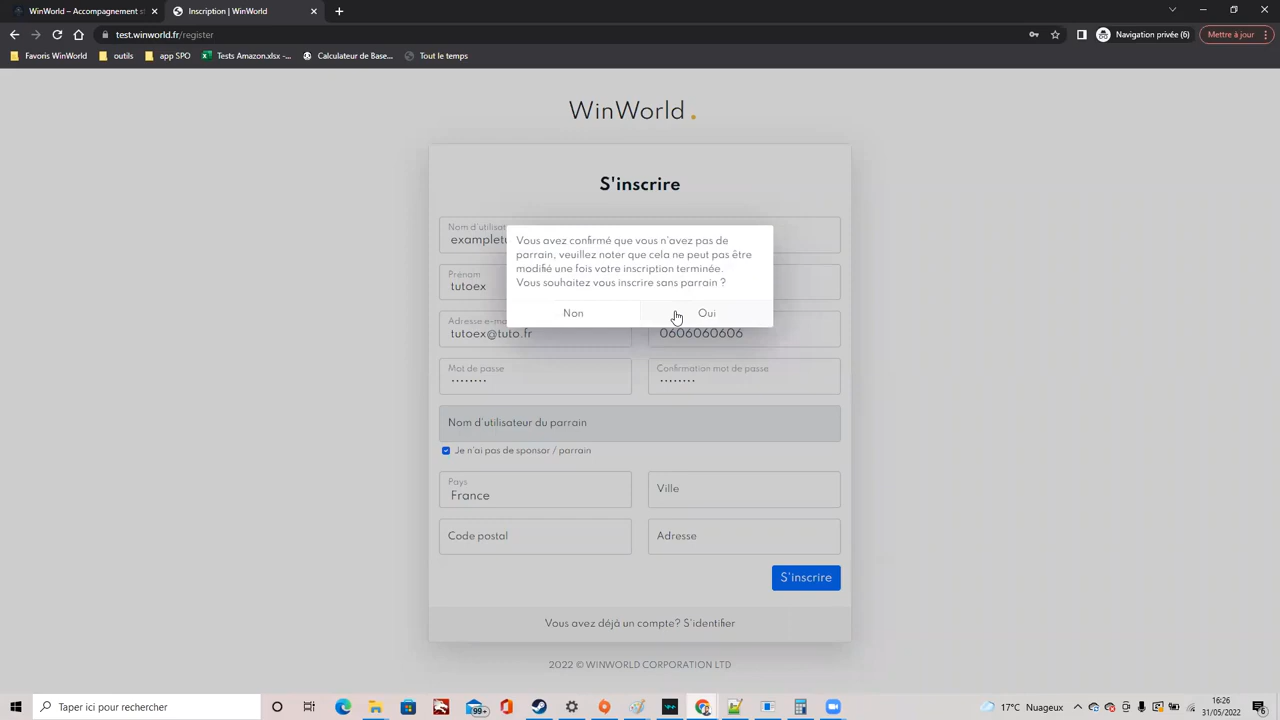 WinWorld – Accompagnement st
Inscription | WinWorld
test.winworld.fr/register
Navigation privée (6)
Mettre à jour
Favoris WinWorld
outils
app SPO
Tests Amazon.xlsx -...
Calculateur de Base...
Tout le temps
WinWorld .
S'inscrire
Nom d'utilisat
exampletu
Vous avez confirmé que vous n'avez pas de
parrain, veuillez noter que cela ne peut pas être
modifié une fois votre inscription terminée.
Vous souhaitez vous inscrire sans parrain ?
Non
Oui
Prénom
tutoex
Adresse e-ma
tutoex@tuto.fr
0606060606
Mot de passe
........
Confirmation mot de passe
........
Nom d'utilisateur du parrain
Je n'ai pas de sponsor / parrain
Pays
France
Ville
Code postal
Adresse
S'inscrire
Vous avez déjà un compte? S'identifier
2022 © WINWORLD CORPORATION LTD
Taper ici pour rechercher
99+
17°C Nuageux
16:26
31/05/2022
6